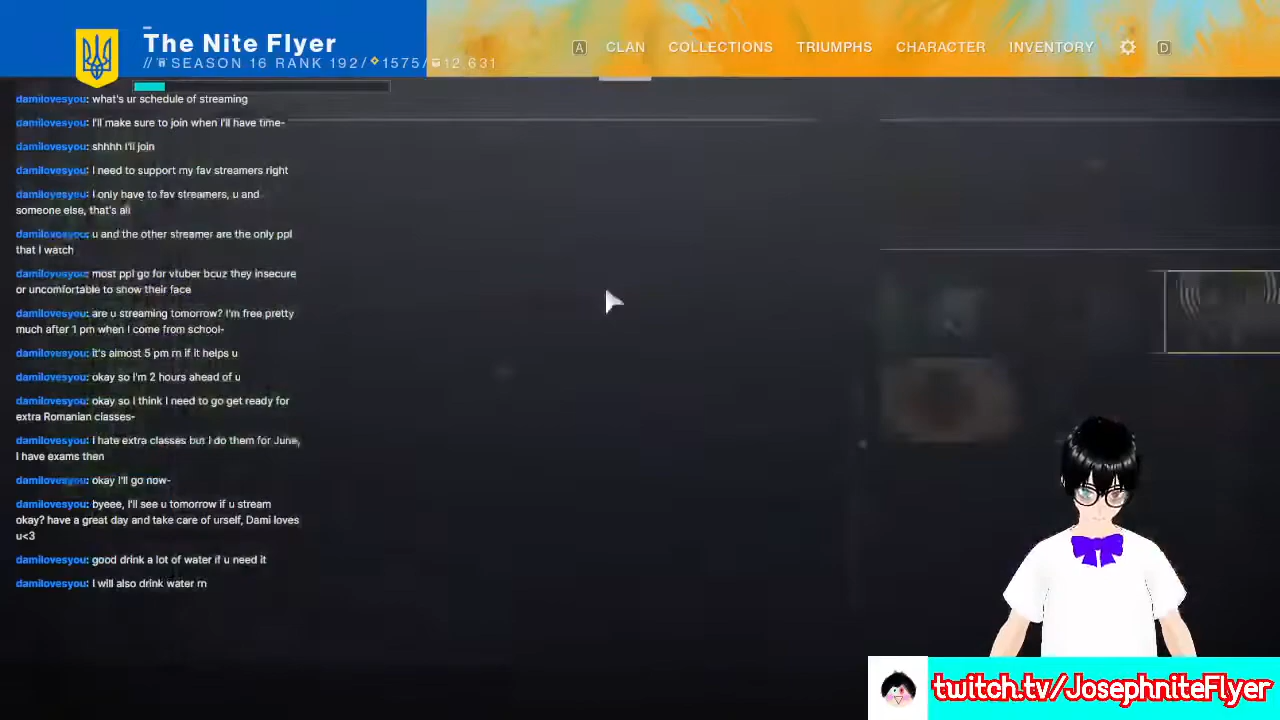 The Nite Flyer
// SEASON 16 RANK 192/1575/12,631
A CLAN COLLECTIONS TRIUMPHS CHARACTER INVENTORY D
damilovesyou: what's ur schedule of streaming
damilovesyou: I'll make sure to join when I'll have time-
damilovesyou: shhhh I'll join
damilovesyou: I need to support my fav streamers right
damilovesyou: I only have to fav streamers, u and
someone else, that's all
damilovesyou: u and the other streamer are the only ppl
that I watch
damilovesyou: most ppl go for vtuber bcuz they insecure
or uncomfortable to show their face
damilovesyou: are u streaming tomorrow? I'm free pretty
much after 1 pm when I come from school-
damilovesyou: it's almost 5 pm rn if it helps u
damilovesyou: okay so I'm 2 hours ahead of u
damilovesyou: okay so I think I need to go get ready for
extra Romanian classes-
damilovesyou: I hate extra classes but I do them for June,
I have exams then
damilovesyou: okay I'll go now-
damilovesyou: byeee, I'll see u tomorrow if u stream
okay? have a great day and take care of urself, Dami loves
u<3
damilovesyou: good drink a lot of water if u need it
damilovesyou: I will also drink water rn
twitch.tv/JosephniteFlyer